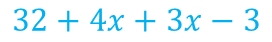 32 + 4x + 3x − 3